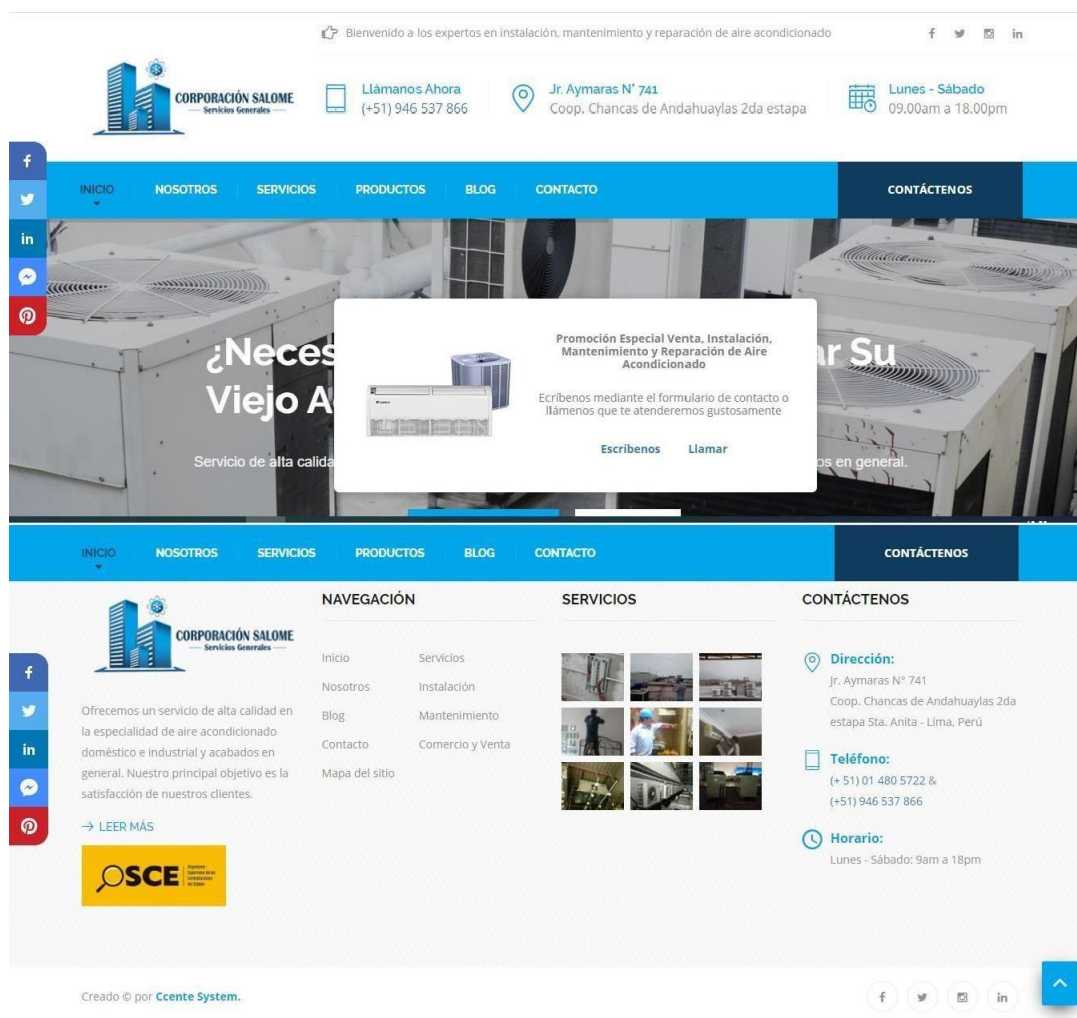 Bienvenido a los expertos en instalación, mantenimiento y reparación de aire acondicionado
CORPORACIÓN SALOME
Servicios Generales
Llámanos Ahora
(+51) 946 537 866
Jr. Aymaras N° 741
Coop. Chancas de Andahuaylas 2da estapa
Lunes - Sábado
09.00am a 18.00pm
INICIO NOSOTROS SERVICIOS PRODUCTOS BLOG CONTACTO CONTÁCTENOS
¿Neces
ar Su
Viejo A
Servicio de alta calida
os en general.
Promoción Especial Venta, Instalación,
Mantenimiento y Reparación de Aire
Acondicionado
Ecríbenos mediante el formulario de contacto o
llámenos que te atenderemos gustosamente
Escríbenos Llamar
INICIO NOSOTROS SERVICIOS PRODUCTOS BLOG CONTACTO CONTÁCTENOS
CORPORACIÓN SALOME
Servicios Generales
Ofrecemos un servicio de alta calidad en
la especialidad de aire acondicionado
doméstico e industrial y acabados en
general. Nuestro principal objetivo es la
satisfacción de nuestros clientes.
LEER MÁS
OSCE
NAVEGACIÓN
Inicio Servicios
Nosotros Instalación
Blog Mantenimiento
Contacto Comercio y Venta
Mapa del sitio
SERVICIOS
CONTÁCTENOS
Dirección:
Jr. Aymaras N° 741
Coop. Chancas de Andahuaylas 2da
estapa Sta. Anita - Lima, Perú
Teléfono:
(+ 51) 01 480 5722 &
(+51) 946 537 866
Horario:
Lunes - Sábado: 9am a 18pm
Creado © por Ccente System.